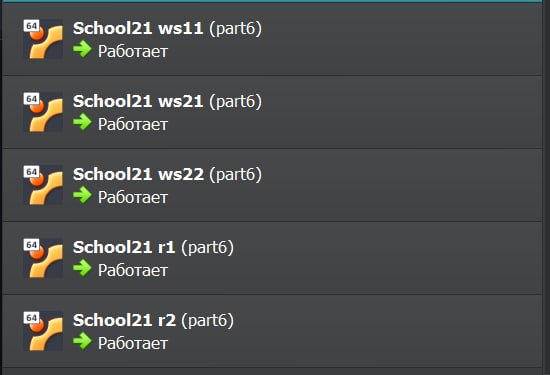 64
School21 ws11 (part6)
Работает
64
School21 ws21 (part6)
Работает
64
School21 ws22 (part6)
Работает
64
School21 r1 (part6)
Работает
64
School21 r2 (part6)
Работает